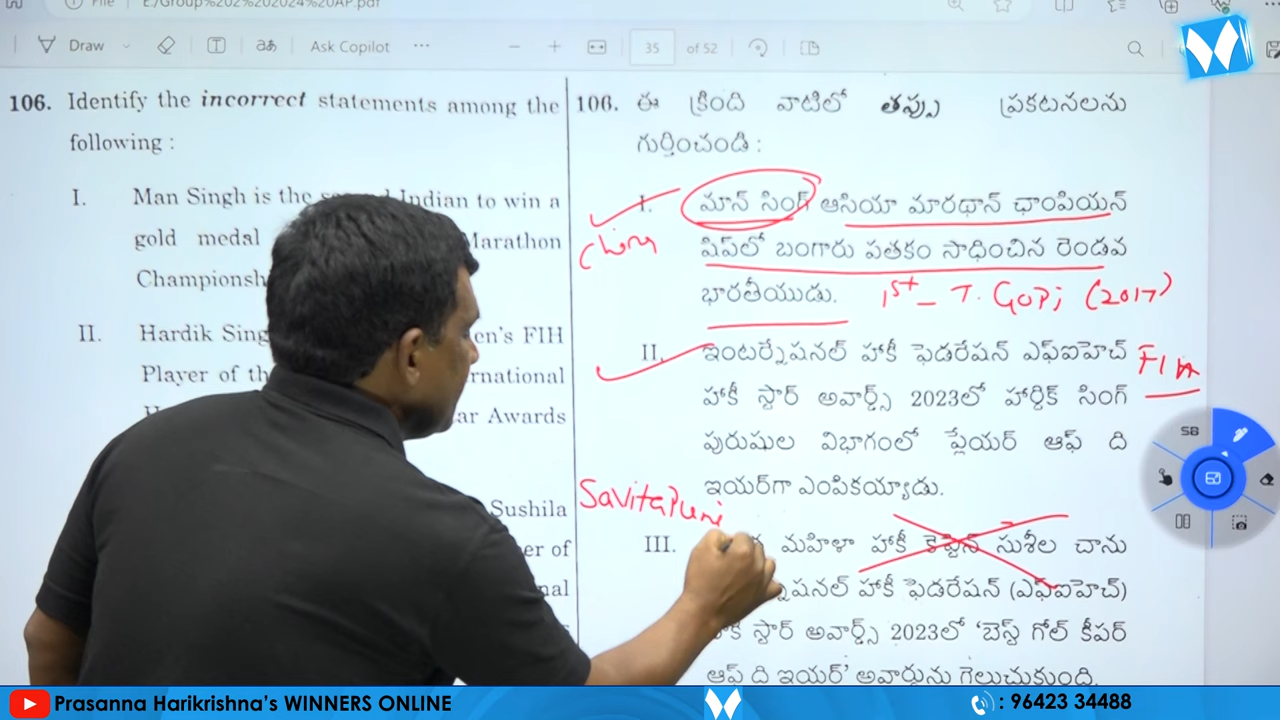 File
E:/Group%202%202024%20AP.pdf
Draw
Ask Copilot
35 of 52
106. Identify the incorrect statements among the following :
I. Man Singh is the second Indian to win a
gold medal Marathon
Championsh
II. Hardik Sing en's FIH
Player of th ernational
ar Awards
Sushila
er of
nal
106. ఈ క్రింది వాటిలో తప్పు ప్రకటనలను
గుర్తించండి :
I. మాన్ సింగ్ ఆసియా మారథాన్ ఛాంపియన్
షిప్‌లో బంగారు పతకం సాధించిన రెండవ
భారతీయుడు.
1st - T. Gopi (2017)
II. ఇంటర్నేషనల్ హాకీ ఫెడరేషన్ ఎఫ్ఐహెచ్
హాకీ స్టార్ అవార్డ్స్ 2023లో హార్దిక్ సింగ్
పురుషుల విభాగంలో ప్లేయర్ ఆఫ్ ది
ఇయర్‌గా ఎంపికయ్యాడు.
SavitaPuni
III. మహిళా హాకీ కెప్టెన్ సుశీల చాను
నేషనల్ హాకీ ఫెడరేషన్ (ఎఫ్ఐహెచ్)
హాకీ స్టార్ అవార్డ్స్ 2023లో 'బెస్ట్ గోల్ కీపర్
ఆఫ్ ది ఇయర్' అవార్డును గెలుచుకుంది.
SB
Prasanna Harikrishna's WINNERS ONLINE
: 96423 34488